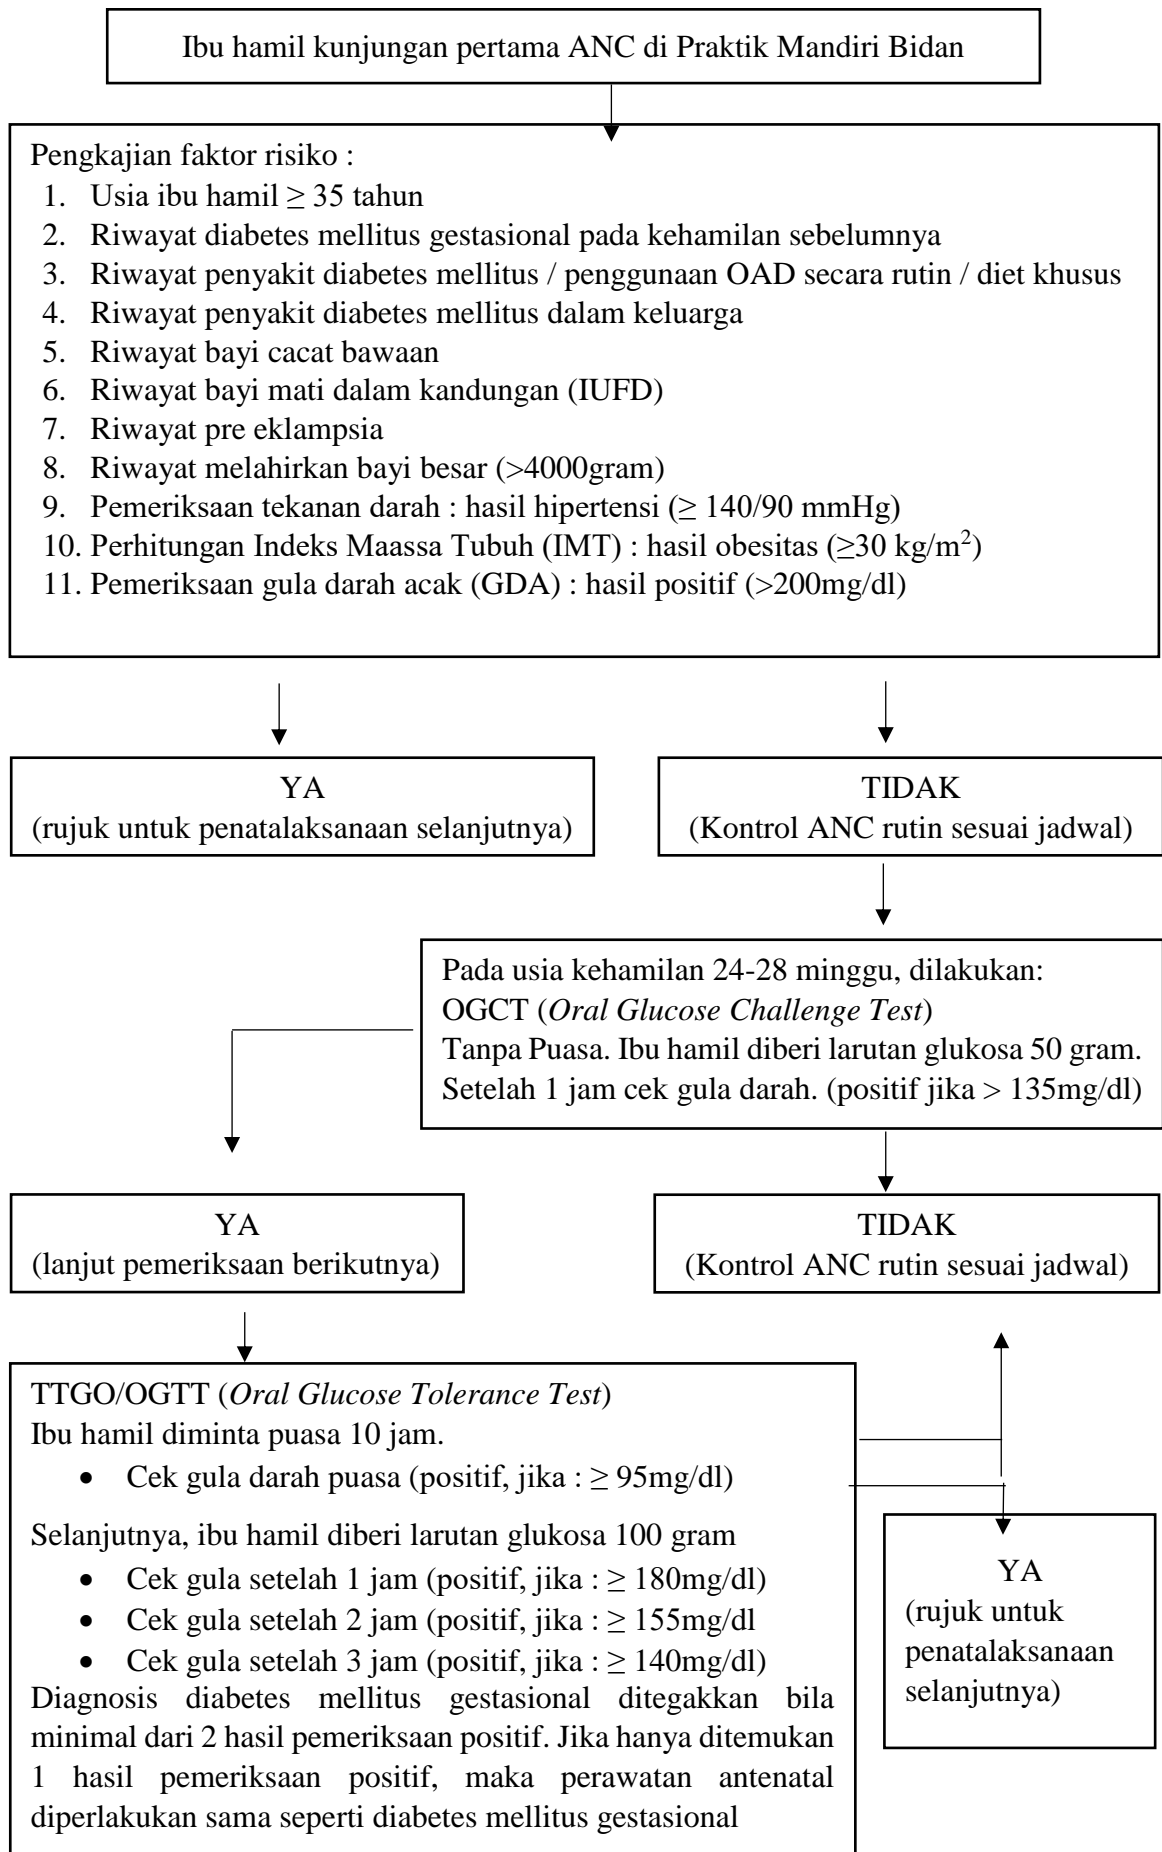 Ibu hamil kunjungan pertama ANC di Praktik Mandiri Bidan
Pengkajian faktor risiko :
1. Usia ibu hamil ≥ 35 tahun
2. Riwayat diabetes mellitus gestasional pada kehamilan sebelumnya
3. Riwayat penyakit diabetes mellitus / penggunaan OAD secara rutin / diet khusus
4. Riwayat penyakit diabetes mellitus dalam keluarga
5. Riwayat bayi cacat bawaan
6. Riwayat bayi mati dalam kandungan (IUFD)
7. Riwayat pre eklampsia
8. Riwayat melahirkan bayi besar (>4000gram)
9. Pemeriksaan tekanan darah : hasil hipertensi (≥ 140/90 mmHg)
10. Perhitungan Indeks Maassa Tubuh (IMT) : hasil obesitas (≥30 kg/m²)
11. Pemeriksaan gula darah acak (GDA) : hasil positif (>200mg/dl)
YA
(rujuk untuk penatalaksanaan selanjutnya)
TIDAK
(Kontrol ANC rutin sesuai jadwal)
Pada usia kehamilan 24-28 minggu, dilakukan:
OGCT (Oral Glucose Challenge Test)
Tanpa Puasa. Ibu hamil diberi larutan glukosa 50 gram.
Setelah 1 jam cek gula darah. (positif jika > 135mg/dl)
YA
(lanjut pemeriksaan berikutnya)
TIDAK
(Kontrol ANC rutin sesuai jadwal)
TTGO/OGTT (Oral Glucose Tolerance Test)
Ibu hamil diminta puasa 10 jam.
• Cek gula darah puasa (positif, jika : ≥ 95mg/dl)
Selanjutnya, ibu hamil diberi larutan glukosa 100 gram
• Cek gula setelah 1 jam (positif, jika : ≥ 180mg/dl)
• Cek gula setelah 2 jam (positif, jika : ≥ 155mg/dl
• Cek gula setelah 3 jam (positif, jika : ≥ 140mg/dl)
Diagnosis diabetes mellitus gestasional ditegakkan bila
minimal dari 2 hasil pemeriksaan positif. Jika hanya ditemukan
1 hasil pemeriksaan positif, maka perawatan antenatal
diperlakukan sama seperti diabetes mellitus gestasional
YA
(rujuk untuk
penatalaksanaan
selanjutnya)